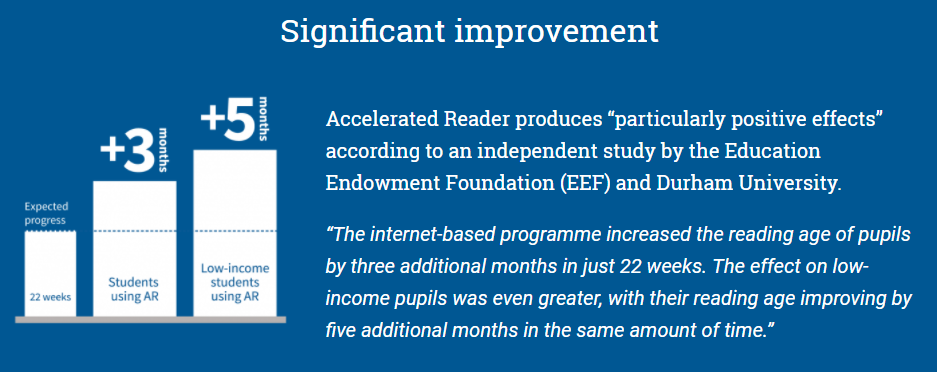 Significant improvement
+3 months
+5 months
Expected
progress
22 weeks
Students
using AR
Low-income
students
using AR
Accelerated Reader produces “particularly positive effects”
according to an independent study by the Education
Endowment Foundation (EEF) and Durham University.
“The internet-based programme increased the reading age of pupils
by three additional months in just 22 weeks. The effect on low-
income pupils was even greater, with their reading age improving by
five additional months in the same amount of time.”